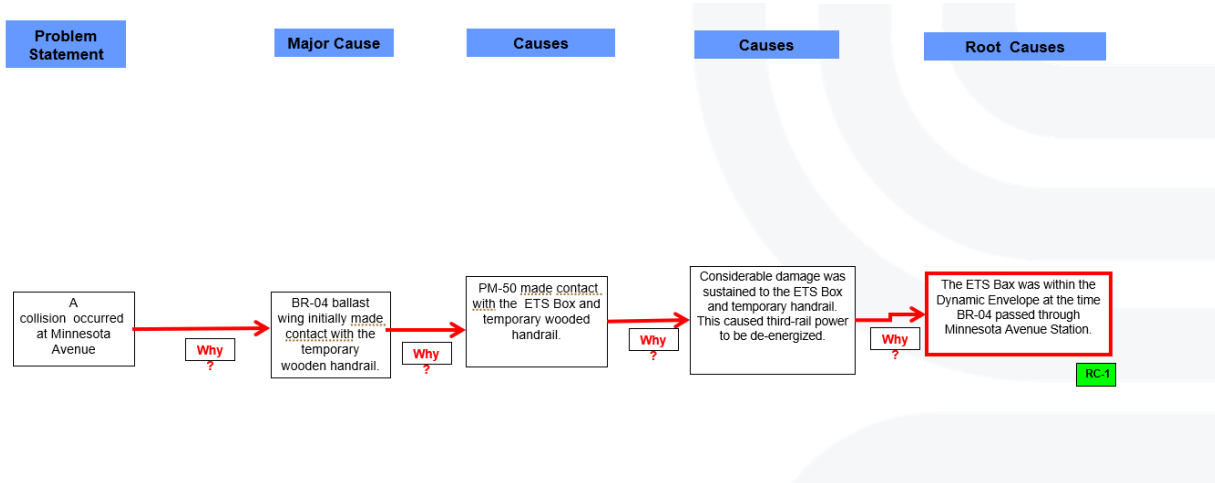 Problem
Statement
Major Cause
Causes
Causes
Root Causes
A
collision occurred
at Minnesota
Avenue
Why
?
BR-04 ballast
wing initially made
contact with the
temporary
wooden handrail.
Why
?
PM-50 made contact
with the ETS Box and
temporary wooded
handrail.
Why
?
Considerable damage was
sustained to the ETS Box
and temporary handrail.
This caused third-rail power
to be de-energized.
Why
?
The ETS Bax was within the
Dynamic Envelope at the time
BR-04 passed through
Minnesota Avenue Station.
RC-1